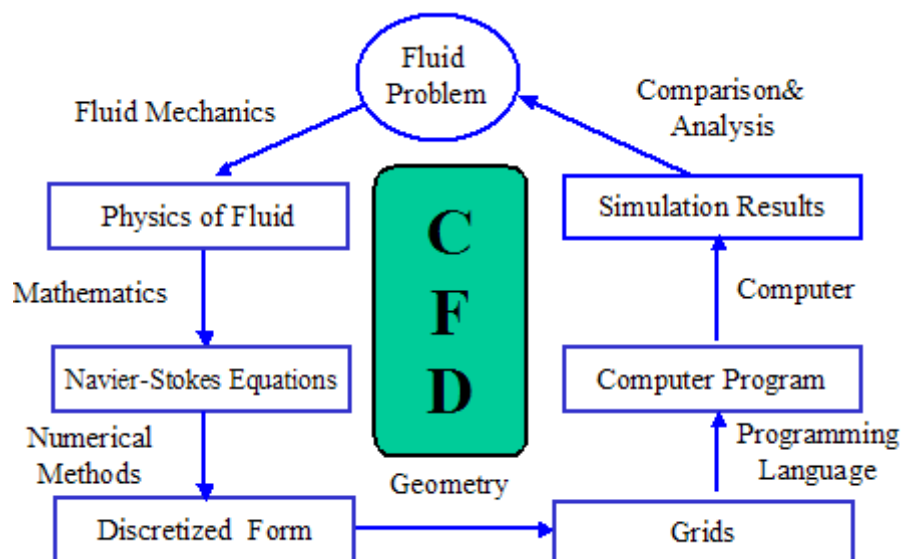 Fluid
Problem
Fluid Mechanics
Comparison&
Analysis
Physics of Fluid
Simulation Results
C
F
D
Mathematics
Computer
Navier-Stokes Equations
Computer Program
Numerical
Methods
Programming
Language
Geometry
Discretized Form
Grids